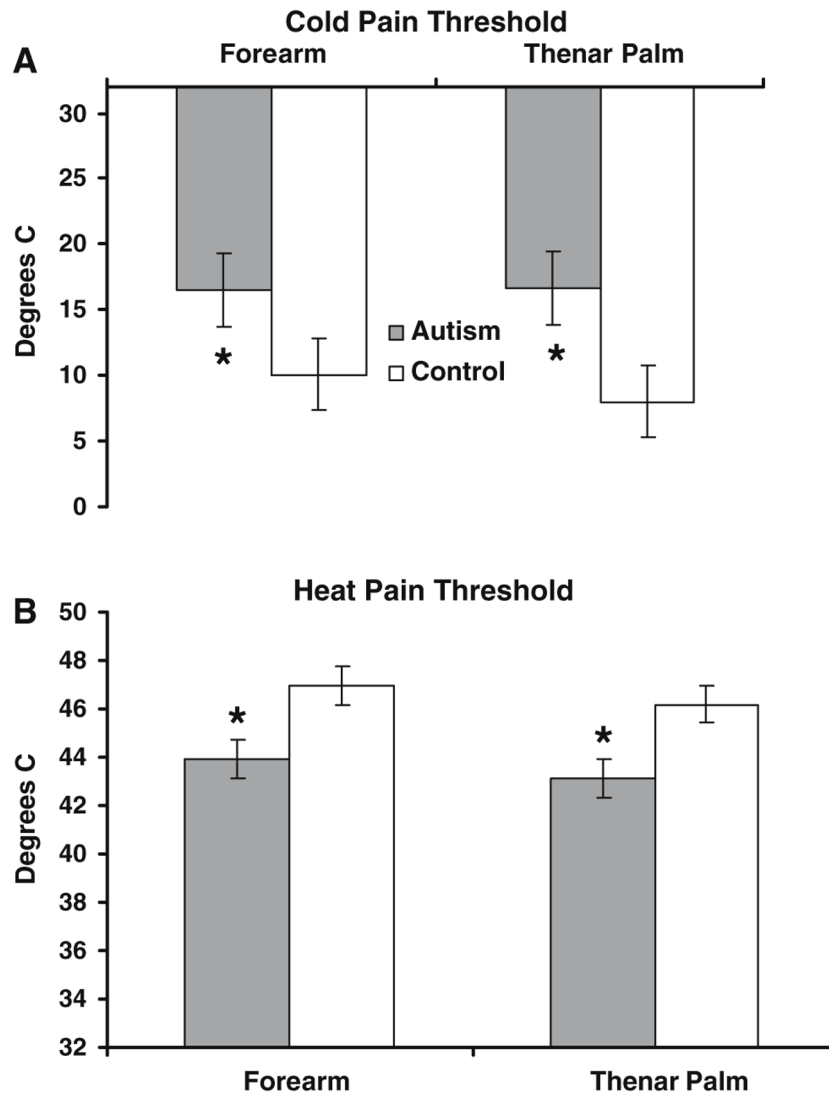 Cold Pain Threshold
A
Forearm
Thenar Palm
30
25
20
15
10
5
0
Degrees C
Autism
Control
*
*
Heat Pain Threshold
B
50
48
46
44
42
40
38
36
34
32
Degrees C
*
*
Forearm
Thenar Palm